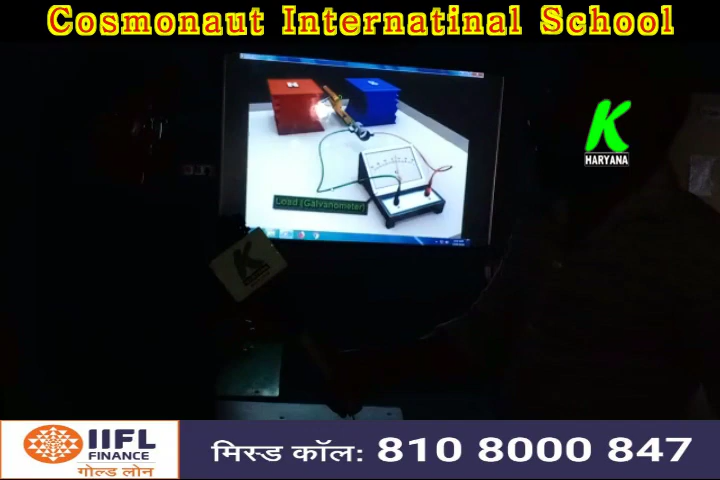 Cosmonaut Internatinal School
N
K
HARYANA
Load (Galvanometer)
K
IIFL
FINANCE
गोल्ड लोन
मिस्ड कॉल: 810 8000 847